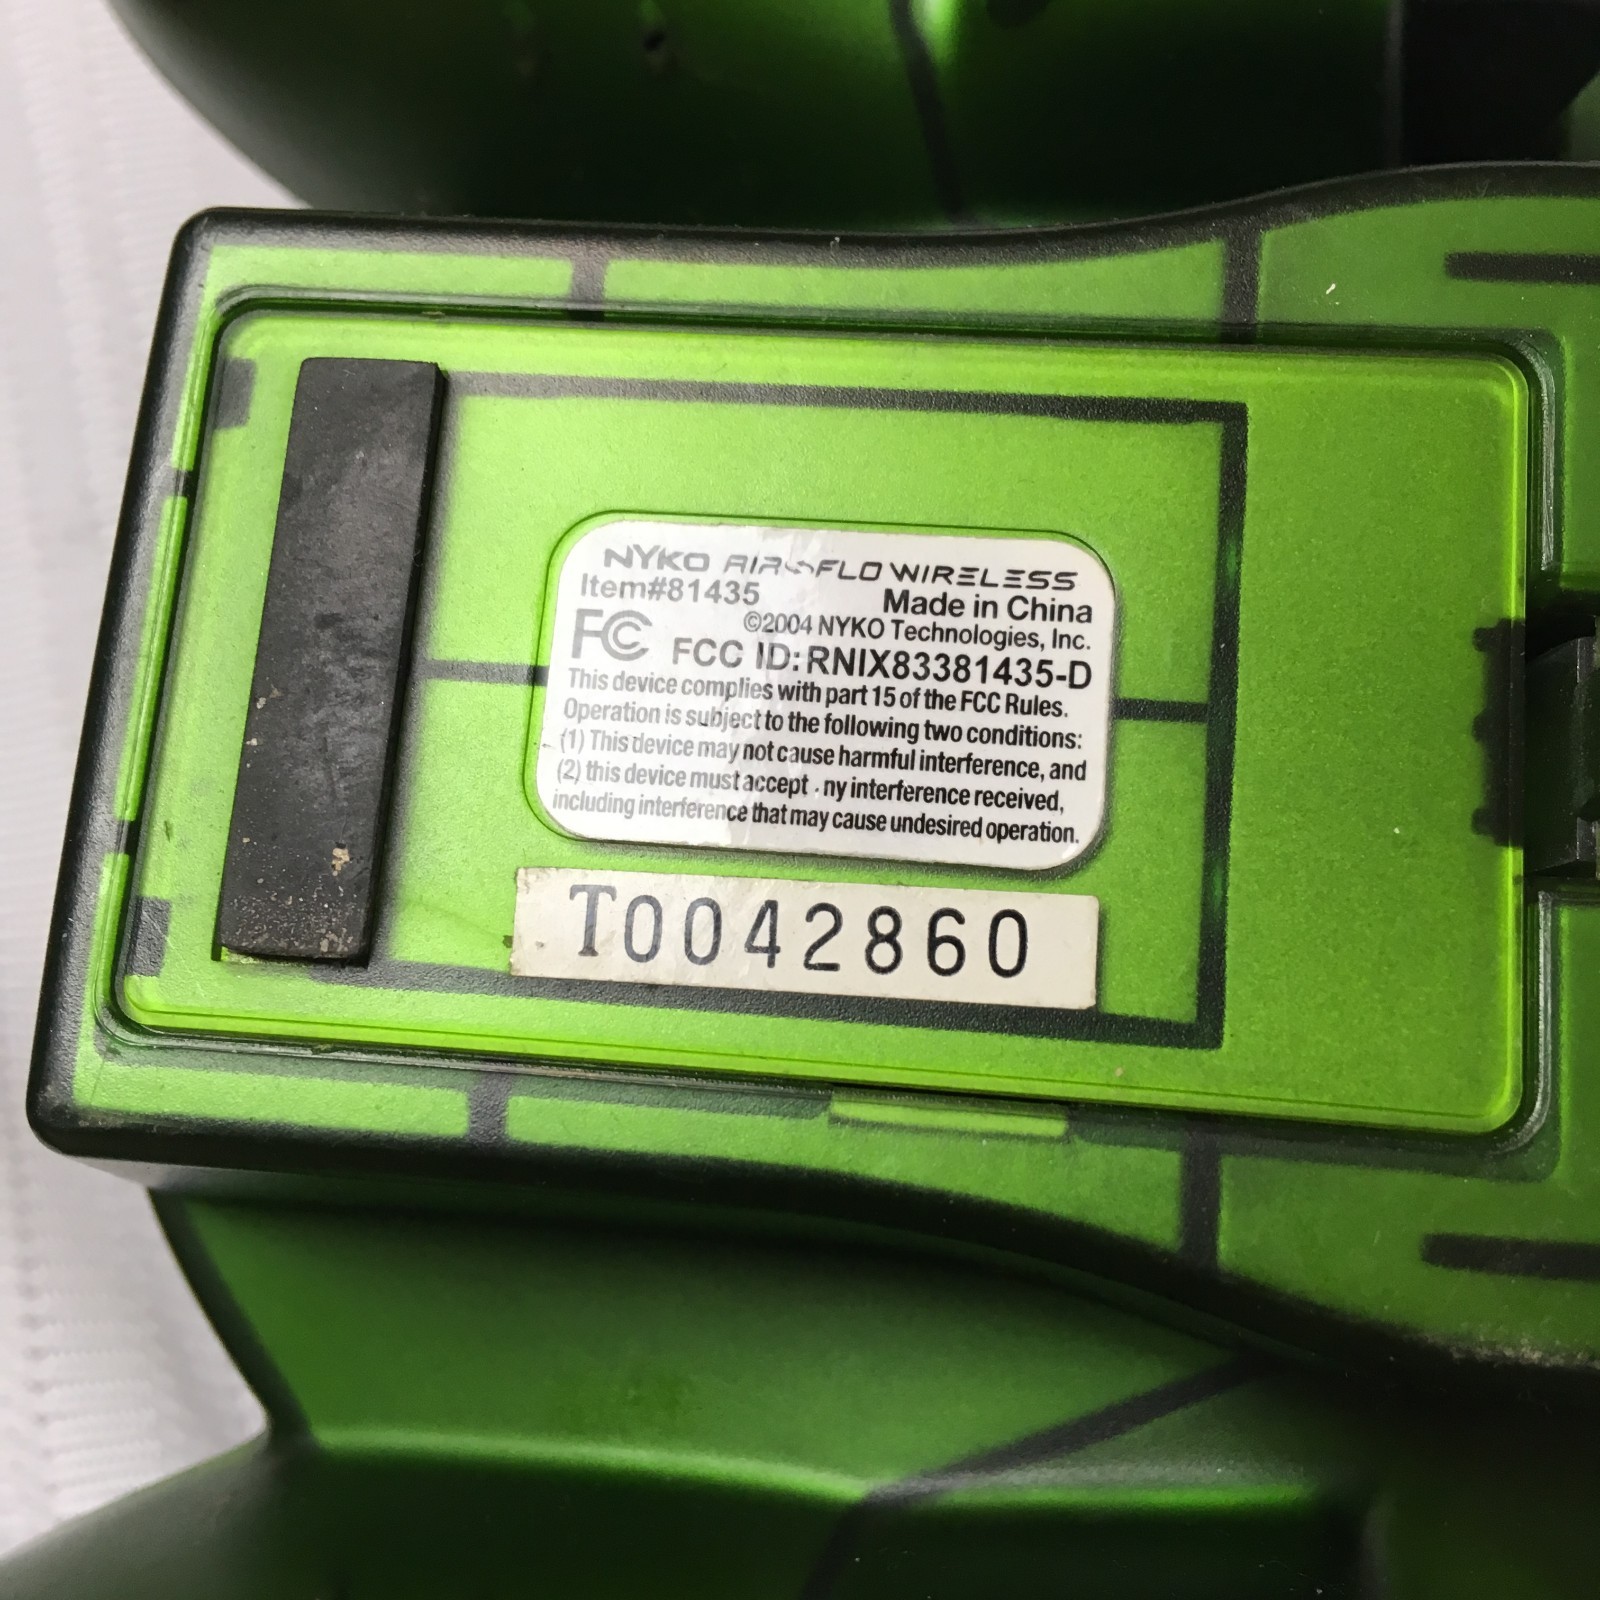 NYKO AIR FLO WIRELESS
Item#81435 Made in China
©2004 NYKO Technologies, Inc.
FC FCC ID: RNIX83381435-D
This device complies with part 15 of the FCC Rules.
Operation is subject to the following two conditions:
(1) This device may not cause harmful interference, and
(2) this device must accept ny interference received,
including interference that may cause undesired operation.
T0042860